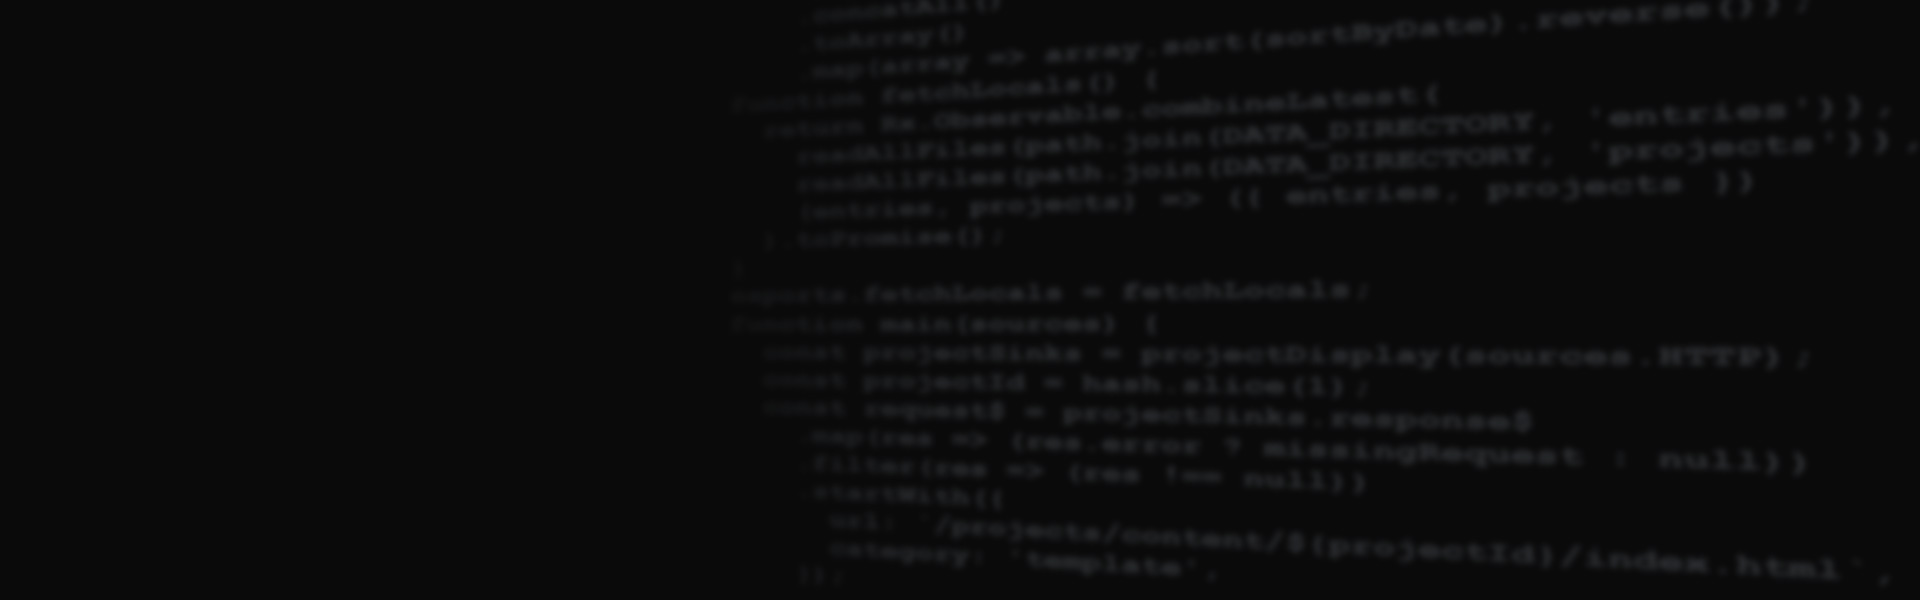 .concatAll()
.toArray()
.map(array => array.sort(sortByDate).reverse());
function fetchLocals() {
return Rx.Observable.combineLatest(
readAllFiles(path.join(DATA_DIRECTORY, 'entries')),
readAllFiles(path.join(DATA_DIRECTORY, 'projects')),
(entries, projects) => ({ entries, projects })
).toPromise();
}
exports.fetchLocals = fetchLocals;
function main(sources) {
const projectSinks = projectDisplay(sources.HTTP);
const projectId = hash.slice(1);
const request$ = projectSinks.response$
.map(res => (res.error ? missingRequest : null))
.filter(res => (res !== null))
.startWith({
url: `/projects/content/${projectId}/index.html`,
category: 'template',
}),